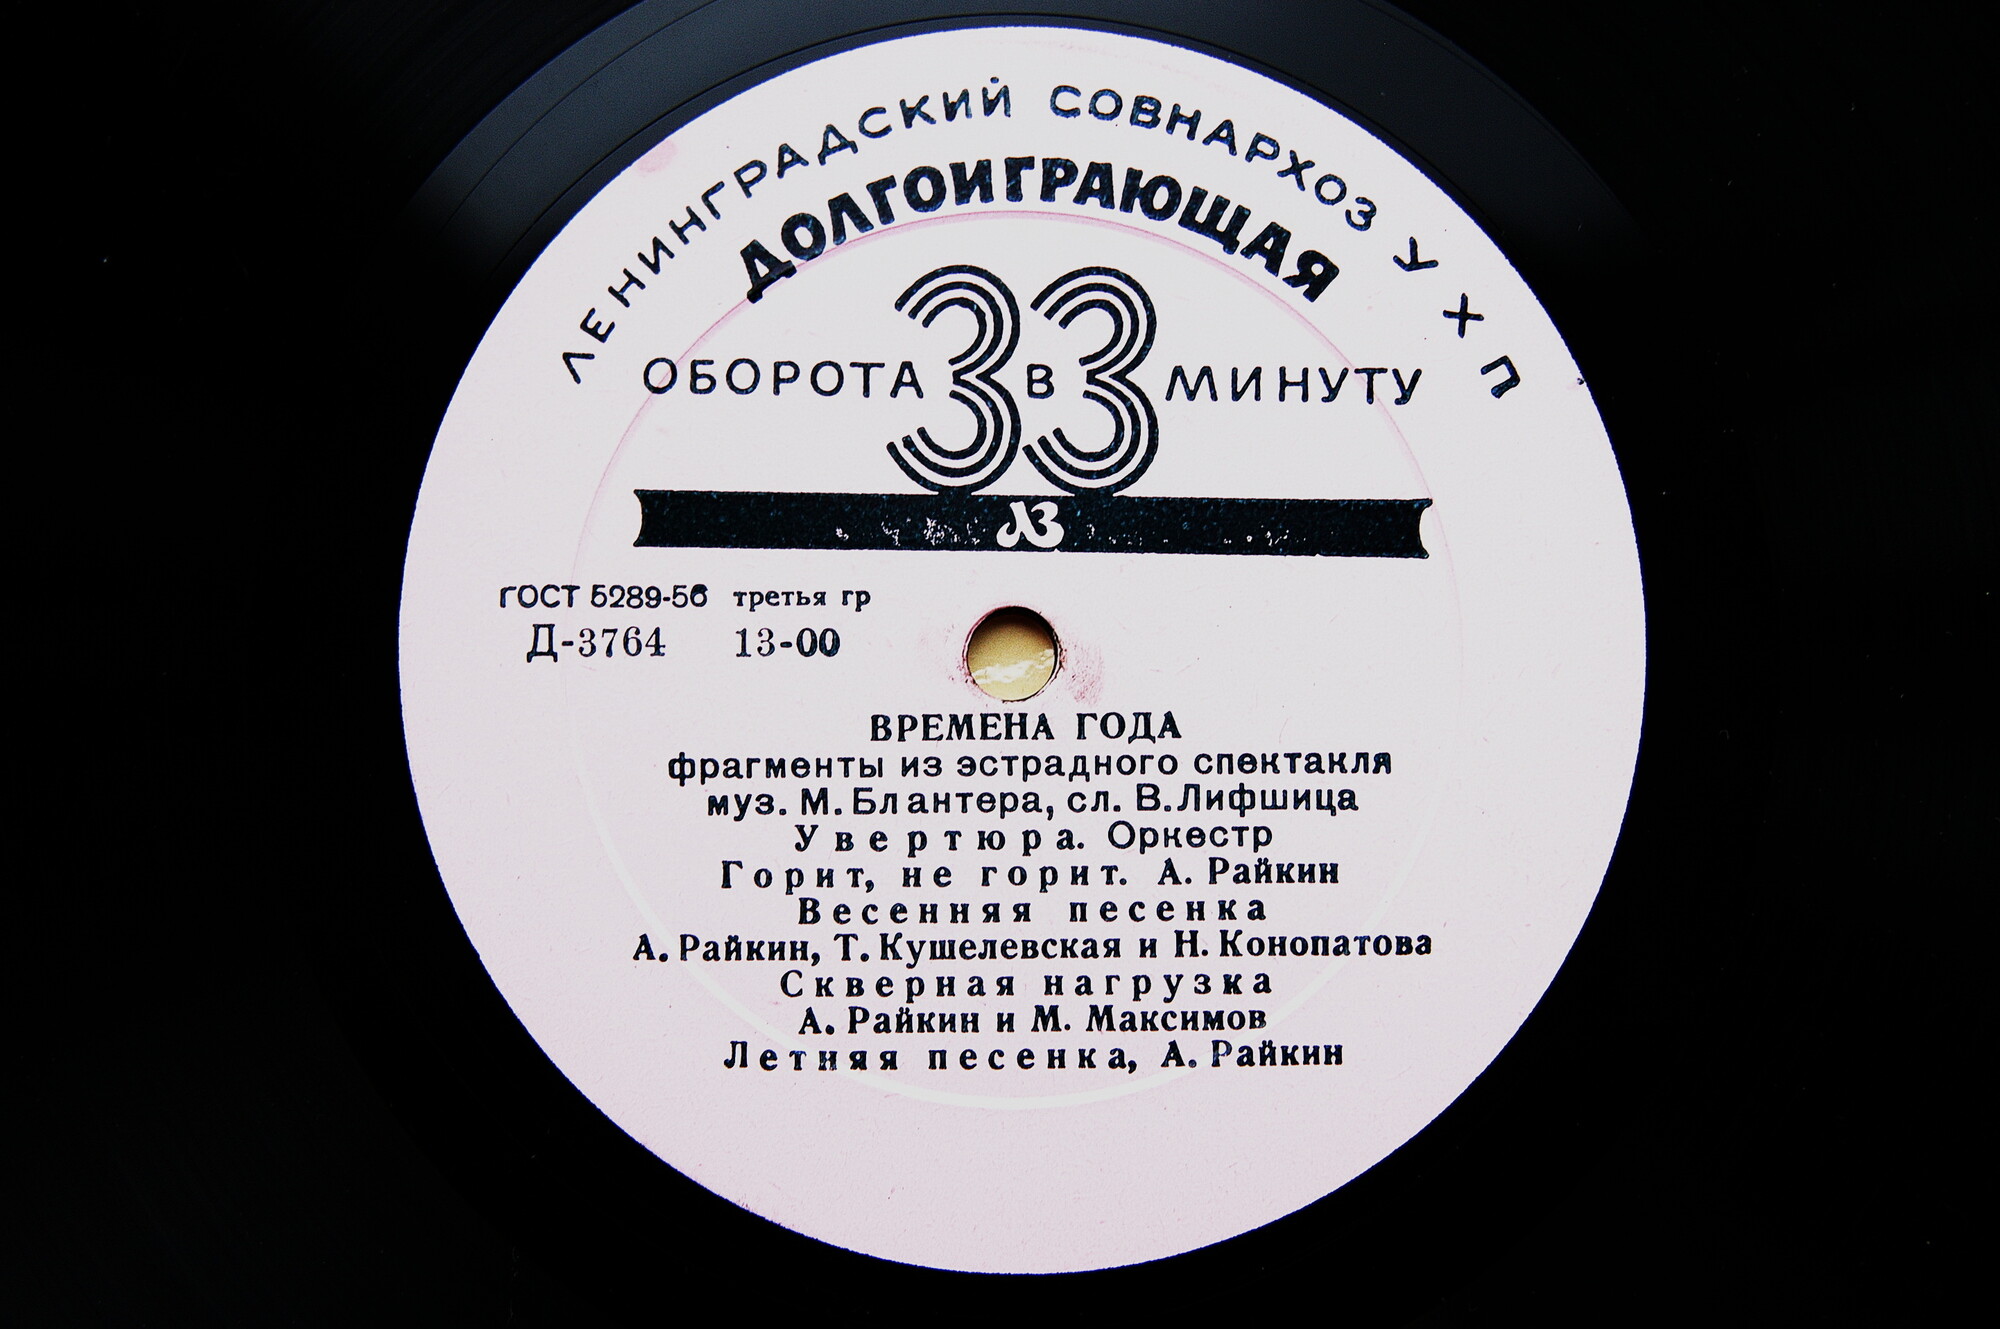 ЛЕНИНГРАДСКИЙ СОВНАРХОЗ УХП
ДОЛГОИГРАЮЩАЯ
ОБОРОТА 33 В МИНУТУ
ЛЗ
ГОСТ 5289-56 третья гр
Д-3764 13-00
ВРЕМЕНА ГОДА
фрагменты из эстрадного спектакля
муз. М. Блантера, сл. В. Лифшица
Увертюра. Оркестр
Горит, не горит. А. Райкин
Весенняя песенка
А. Райкин, Т. Кушелевская и Н. Конопатова
Скверная нагрузка
А. Райкин и М. Максимов
Летняя песенка, А. Райкин